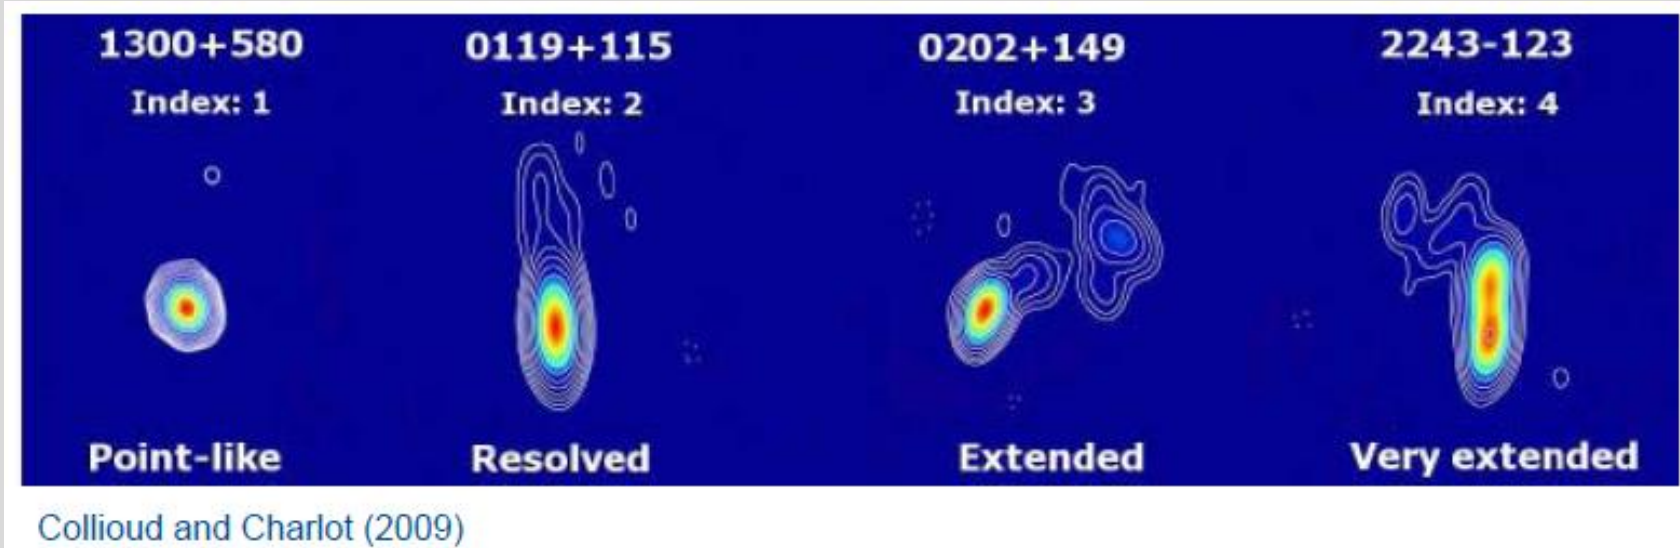 1300+580 0119+115 0202+149 2243-123
Index: 1 Index: 2 Index: 3 Index: 4
Point-like Resolved Extended Very extended
Collioud and Charlot (2009)